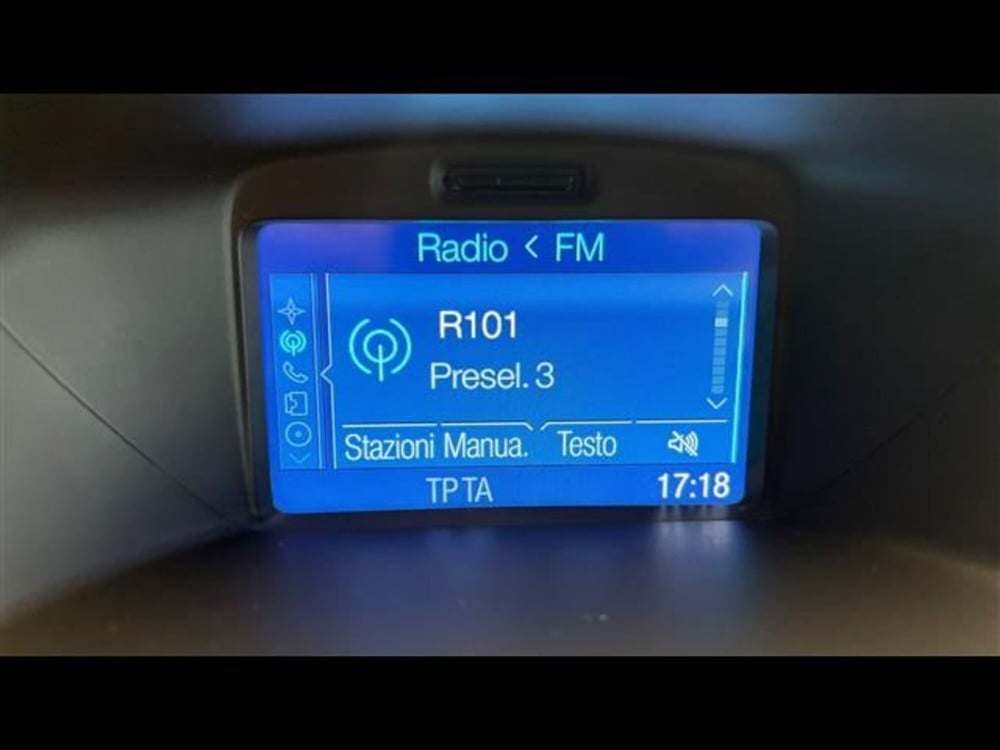 Radio < FM
R101
Presel. 3
Stazioni Manua. Testo
TP TA 17:18